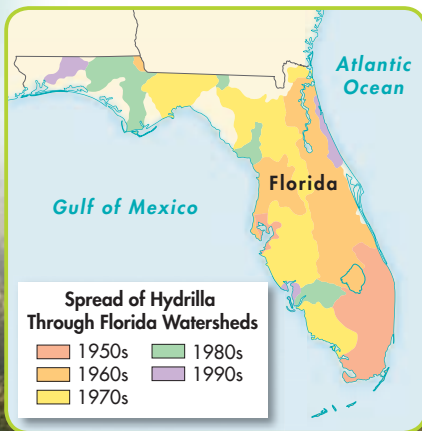 Atlantic
Ocean
Florida
Gulf of Mexico
Spread of Hydrilla
Through Florida Watersheds
1950s
1980s
1960s
1990s
1970s